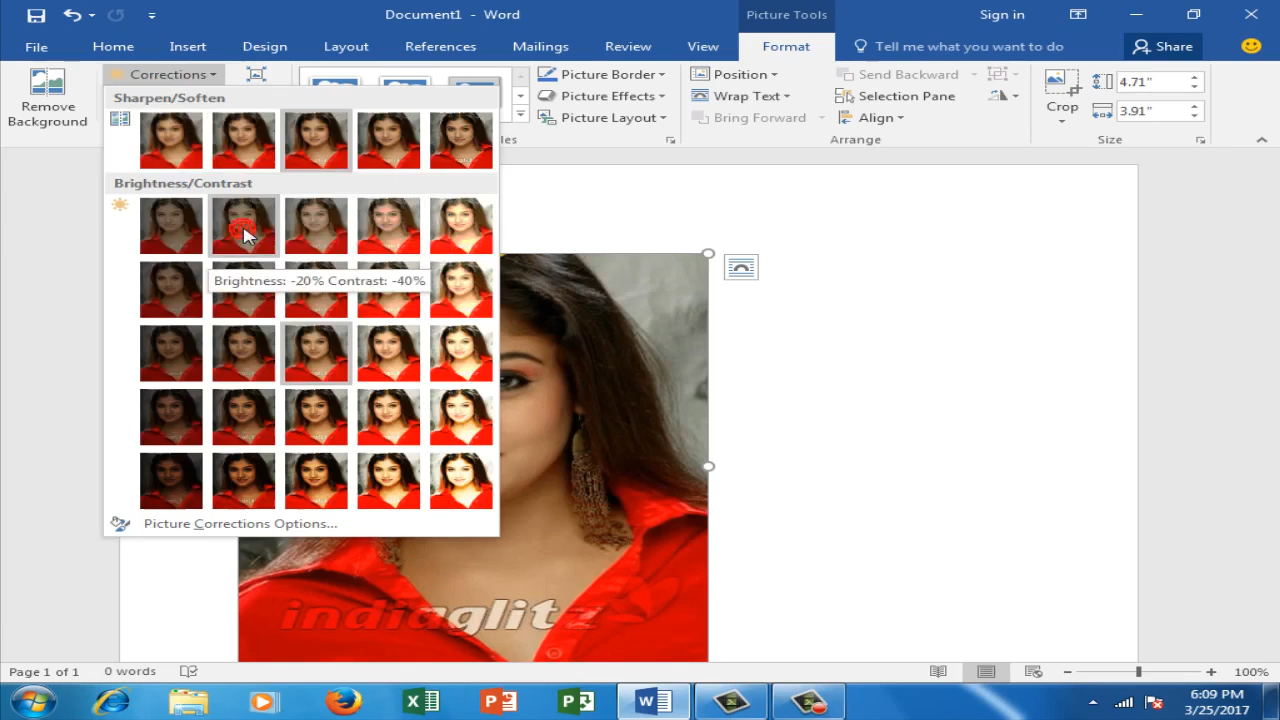 Document1 - Word
Picture Tools
Sign in
File
Home
Insert
Design
Layout
References
Mailings
Review
View
Format
Tell me what you want to do
Share
Remove Background
Corrections
Picture Border
Picture Effects
Picture Layout
Position
Wrap Text
Bring Forward
Send Backward
Selection Pane
Align
Arrange
Crop
4.71"
3.91"
Size
Sharpen/Soften
Brightness/Contrast
Brightness: -20% Contrast: -40%
Picture Corrections Options...
indiaglitz
Page 1 of 1
0 words
100%
6:09 PM
3/25/2017